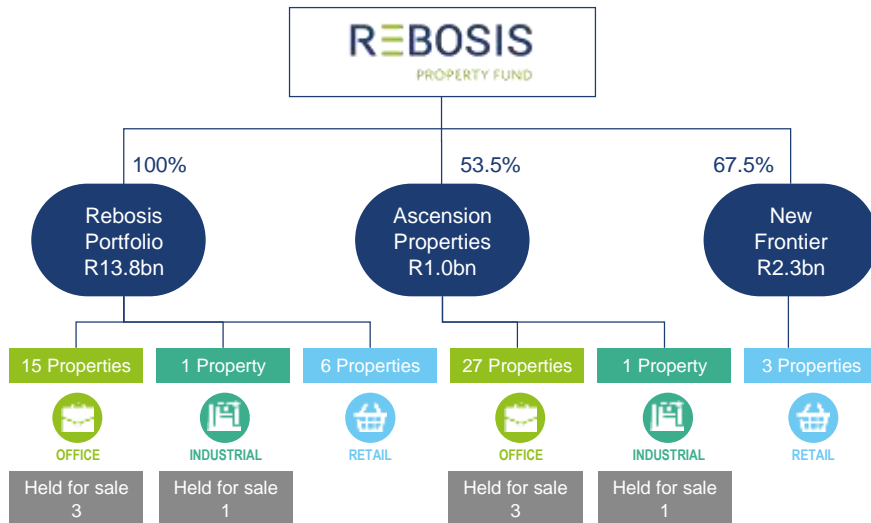 REBOSIS
PROPERTY FUND
100%
53.5%
67.5%
Rebosis
Portfolio
R13.8bn
Ascension
Properties
R1.0bn
New
Frontier
R2.3bn
15 Properties
1 Property
6 Properties
27 Properties
1 Property
3 Properties
OFFICE
INDUSTRIAL
RETAIL
OFFICE
INDUSTRIAL
RETAIL
Held for sale
3
Held for sale
1
Held for sale
3
Held for sale
1